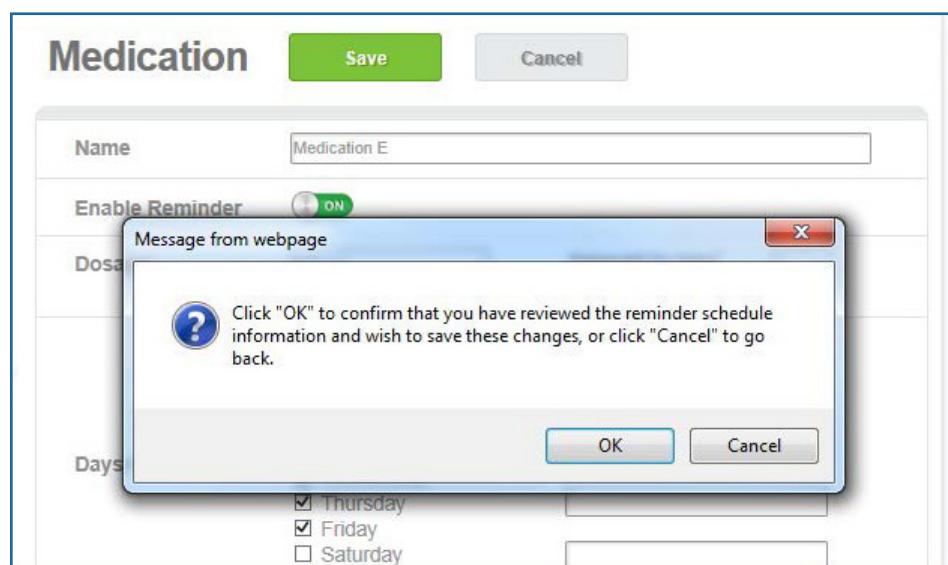 Medication Save Cancel
Name Medication E
Enable Reminder ON
Message from webpage
Click "OK" to confirm that you have reviewed the reminder schedule
information and wish to save these changes, or click "Cancel" to go
back.
OK Cancel
Days
Thursday
Friday
Saturday